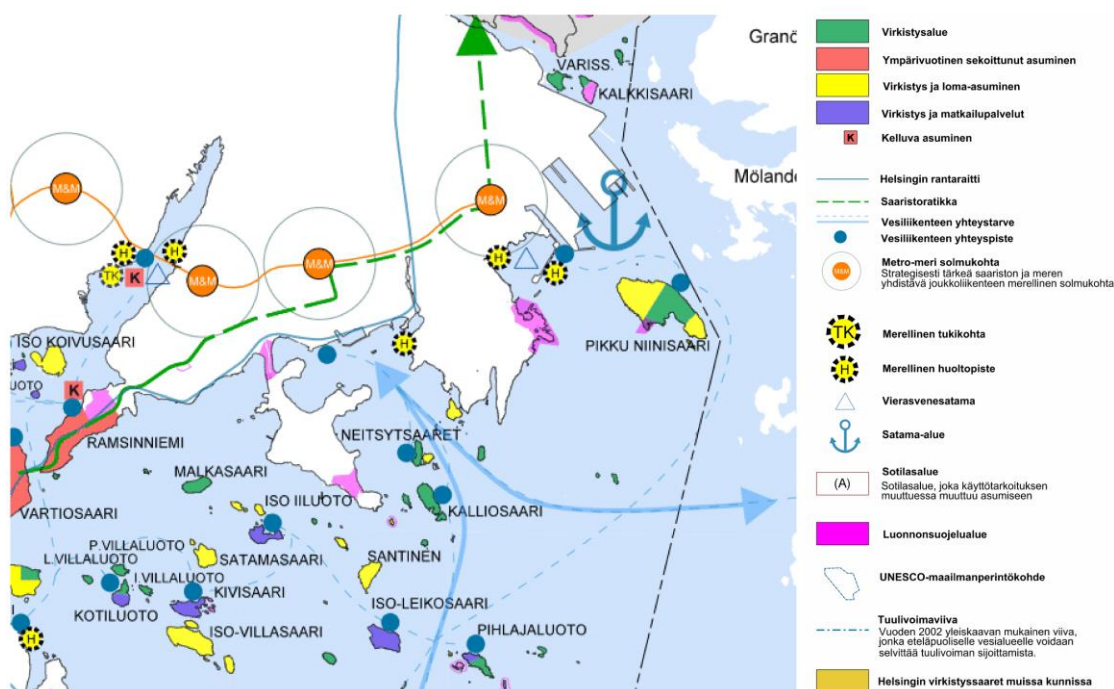 Granö
VARISS.
KALKKISAARI
Möland
M&M
M&M
M&M
M&M
H
H
TK
K
H
H
H
PIKKU NIINISAARI
ISO KOIVUSAARI
LUOTO
K
RAMSINNIEMI
NEITSYTSAARET
MALKASAARI
ISO IILUOTO
KALLIOSAARI
VARTIOSAARI
P.VILLALUOTO
L.VILLALUOTO
SATAMASAARI
SANTINEN
I.VILLALUOTO
KIVISAARI
KOTILUOTO
ISO-LEIKOSAARI
ISO-VILLASAARI
PIHLAJALUOTO
I
H
Virkistysalue
Ympärivuotinen sekoittunut asuminen
Virkistys ja loma-asuminen
Virkistys ja matkailupalvelut
K Kelluva asuminen
Helsingin rantaraitti
Saaristoratikka
Vesiliikenteen yhteystarve
Vesiliikenteen yhteyspiste
Metro-meri solmukohta
M&M Strategisesti tärkeä saariston ja meren
yhdistävä joukkoliikenteen merellinen solmukohta
TK Merellinen tukikohta
H Merellinen huoltopiste
Vierasvenesatama
Satama-alue
Sotilasalue
(A) Sotilasalue, joka käyttötarkoituksen
muuttuessa muuttuu asumiseen
Luonnonsuojelualue
UNESCO-maailmanperintökohde
Tuulivoimaviiva
Vuoden 2002 yleiskaavan mukainen viiva,
jonka eteläpuoliselle vesialueelle voidaan
selvittää tuulivoiman sijoittamista.
Helsingin virkistyssaaret muissa kunnissa